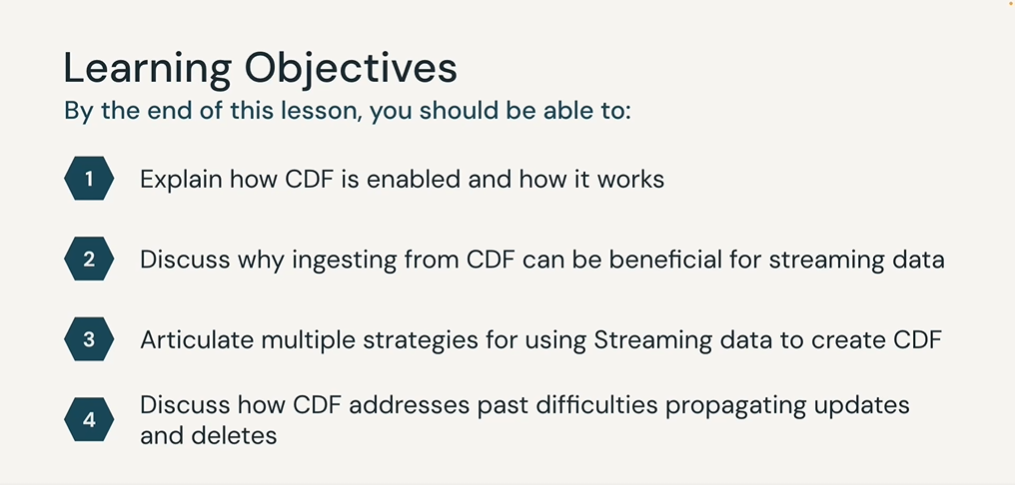 Learning Objectives
By the end of this lesson, you should be able to:
1 Explain how CDF is enabled and how it works
2 Discuss why ingesting from CDF can be beneficial for streaming data
3 Articulate multiple strategies for using Streaming data to create CDF
4 Discuss how CDF addresses past difficulties propagating updates
and deletes